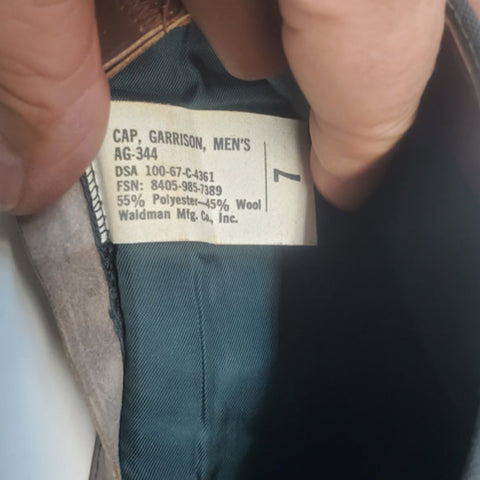 CAP, GARRISON, MEN'S
AG-344
DSA 100-67-C-4361
FSN: 8405-985-7389
55% Polyester—45% Wool
Waldman Mfg. Co., Inc.
7